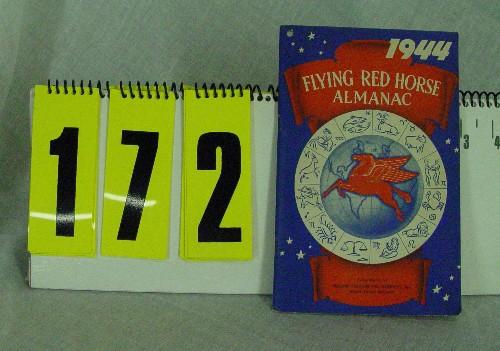 172
1944
FLYING RED HORSE
ALMANAC
3
4